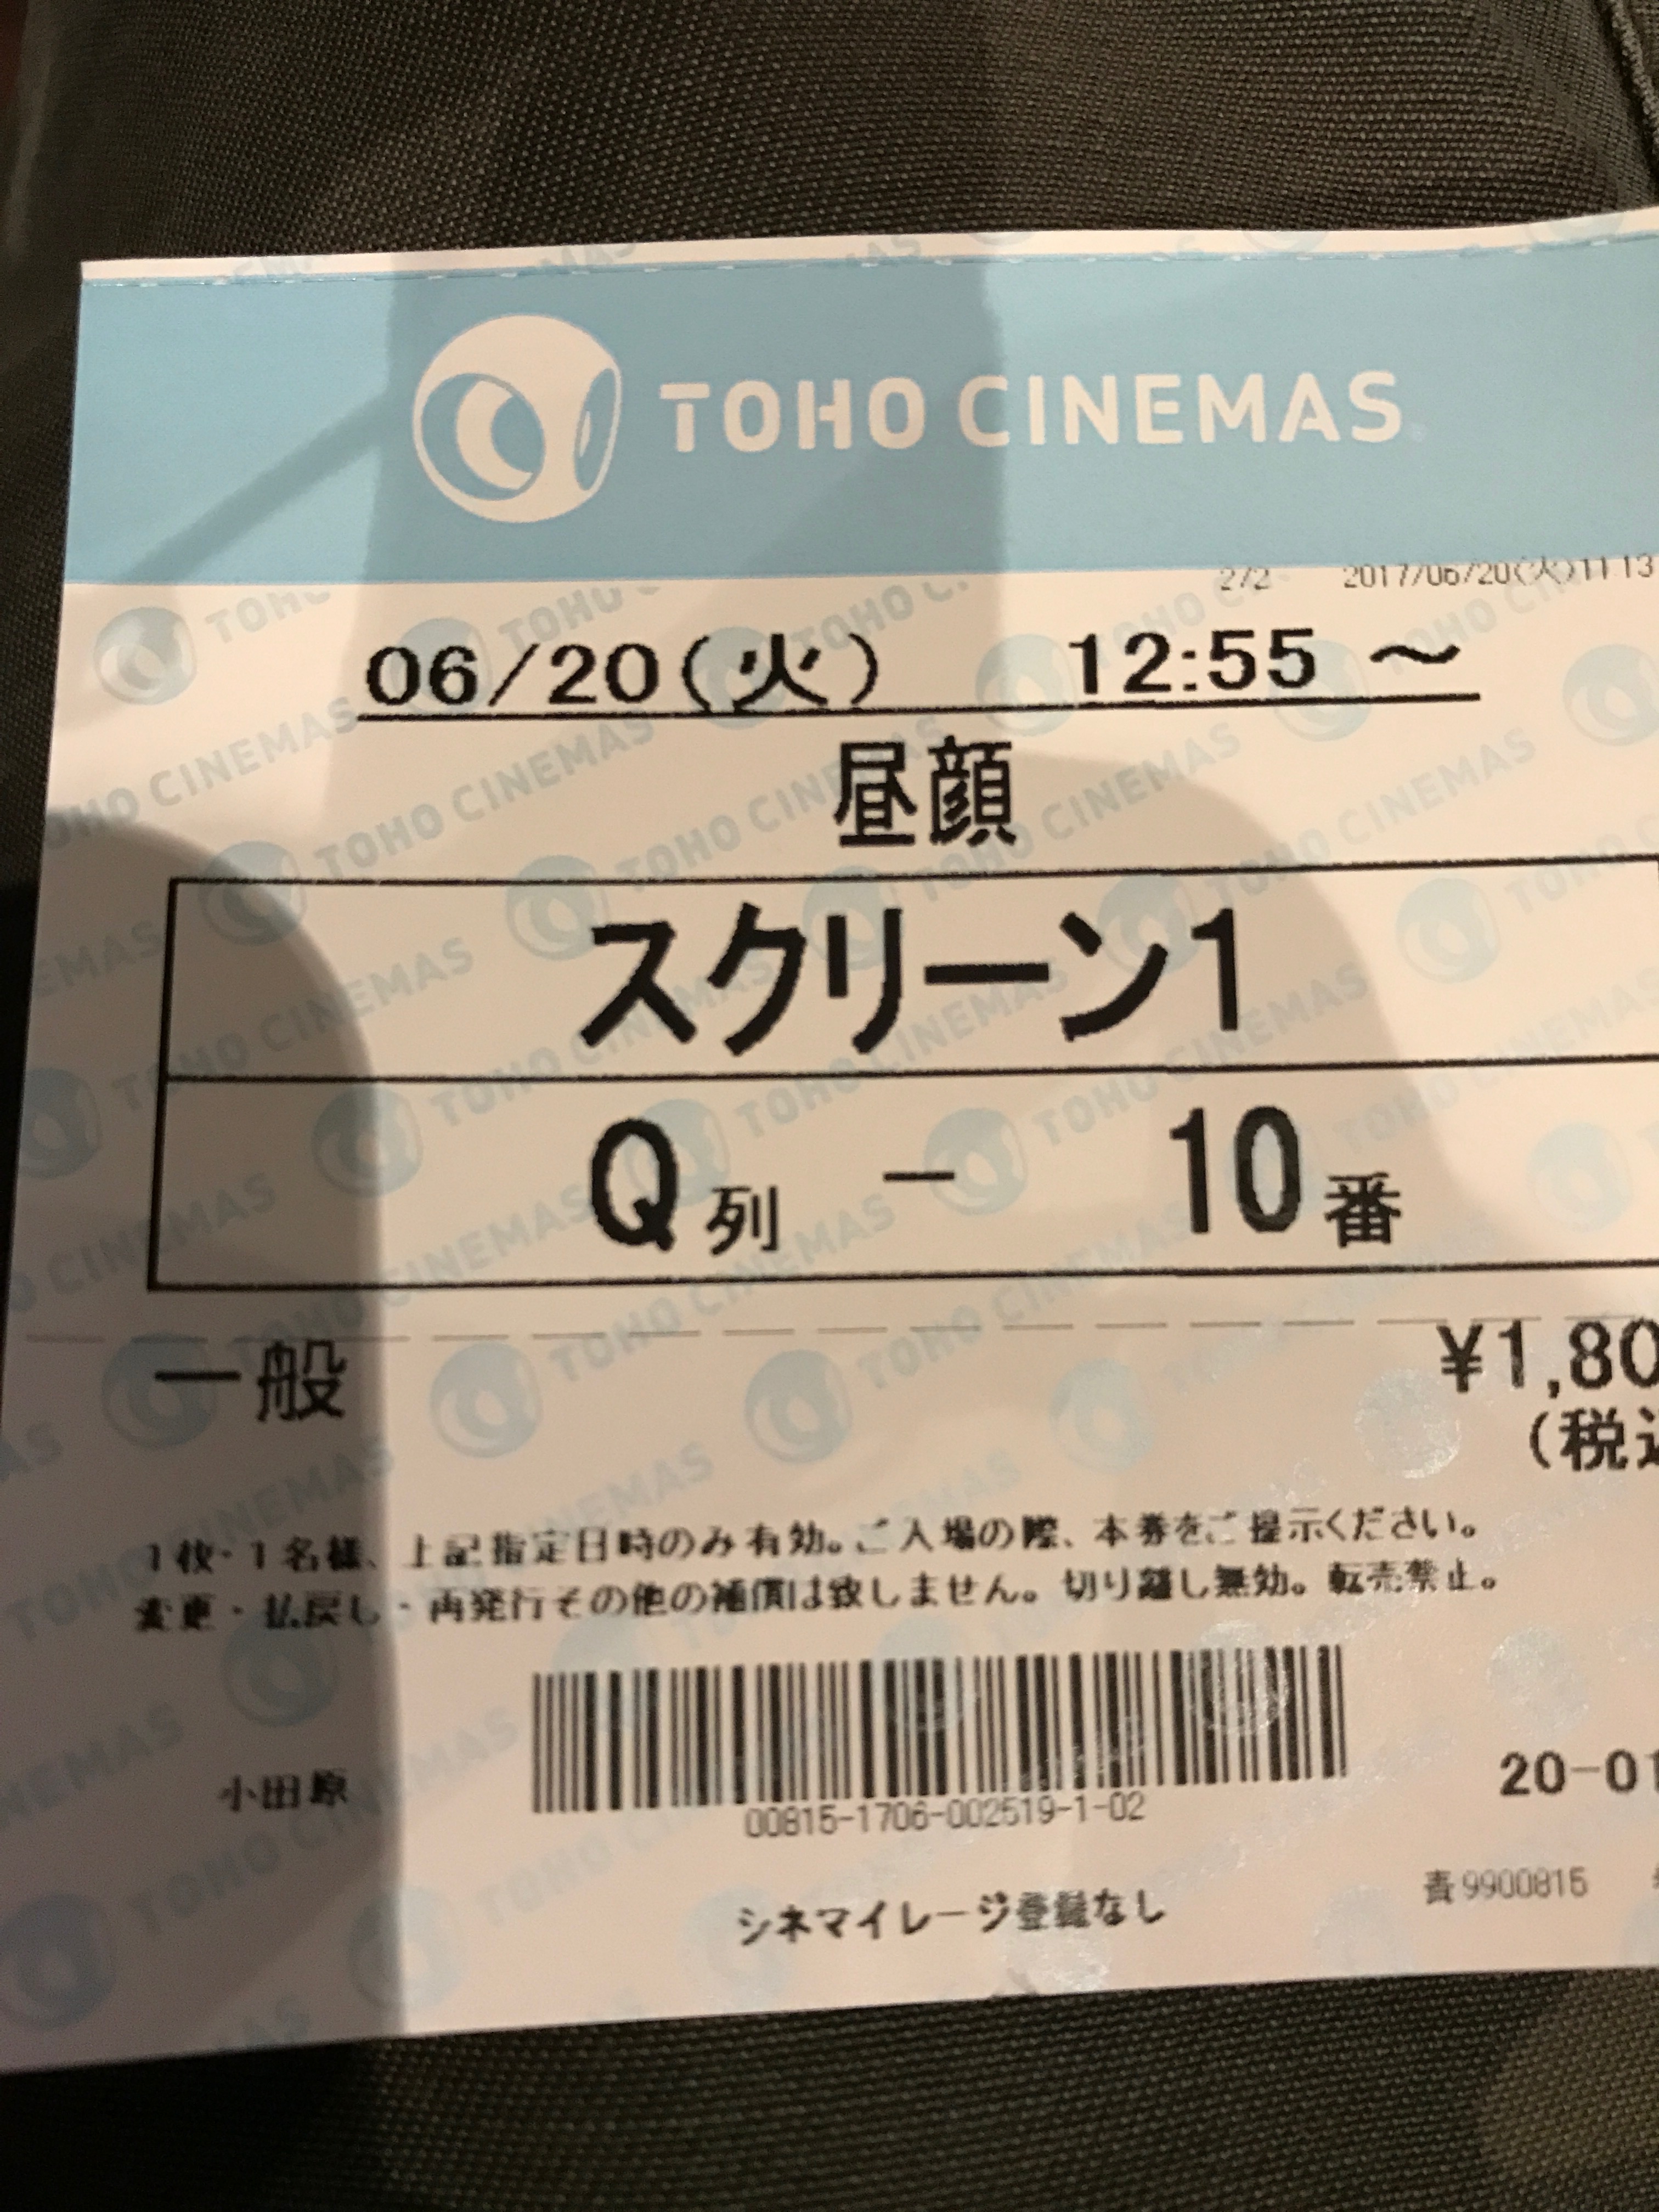 TOHO CINEMAS
2/2 2017/06/20(火)11:13
06/20(火) 12:55 ～
昼顔
スクリーン1
Q列 － 10番
一般 ¥1,80
(税込
1枚・1名様、上記指定日時のみ有効。ご入場の際、本券をご提示ください。
変更・払戻し・再発行その他の補償は致しません。切り離し無効。転売禁止。
小田原 20-01
00815-1706-002519-1-02
青9900815
シネマイレージ登録なし